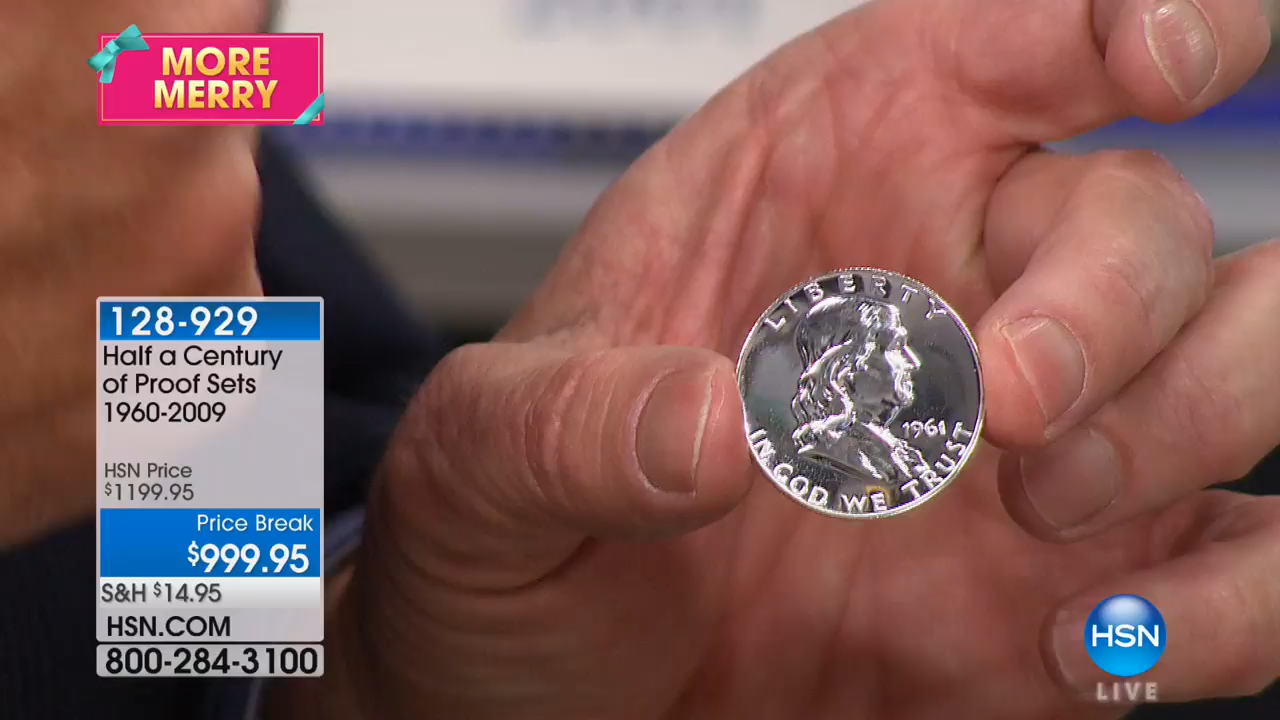 MORE
MERRY
128-929
Half a Century
of Proof Sets
1960-2009
HSN Price
$1199.95
Price Break
$999.95
S&H $14.95
HSN.COM
800-284-3100
LIBERTY
1961
IN GOD WE TRUST
HSN
LIVE